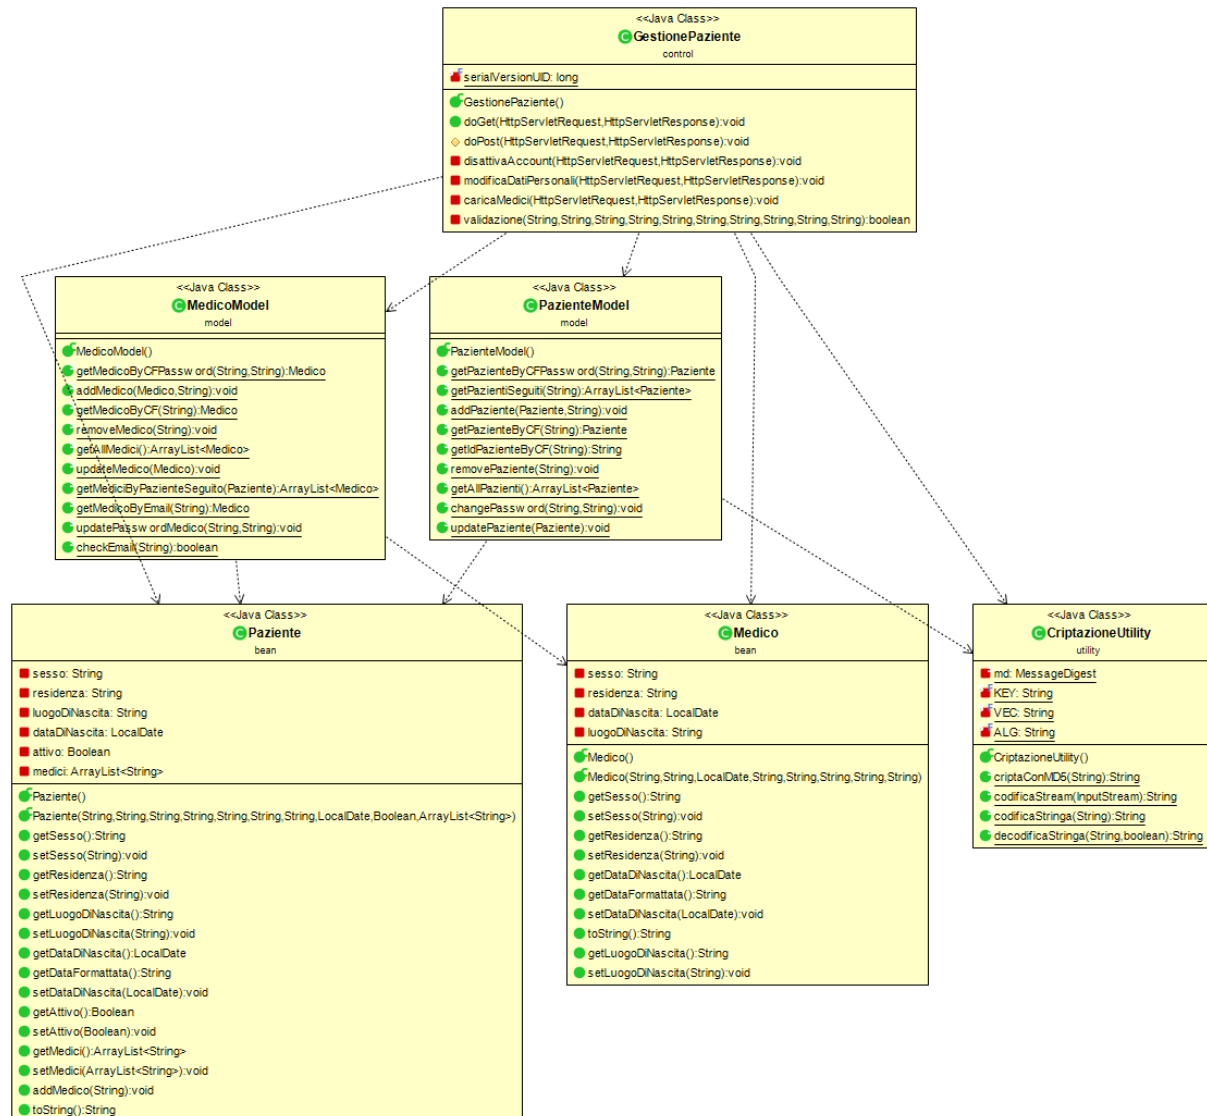 <<Java Class>>
GestionePaziente
control
serialVersionUID: long
GestionePaziente()
doGet(HttpServletRequest,HttpServletResponse):void
doPost(HttpServletRequest,HttpServletResponse):void
disattivaAccount(HttpServletRequest,HttpServletResponse):void
modificaDatiPersonali(HttpServletRequest,HttpServletResponse):void
caricaMedici(HttpServletRequest,HttpServletResponse):void
validazione(String,String,String,String,String,String,String,String,String,String):boolean
<<Java Class>>
MedicoModel
model
MedicoModel()
getMedicoByCFPassword(String,String):Medico
addMedico(Medico,String):void
getMedicoByCF(String):Medico
removeMedico(String):void
getAllMedici():ArrayList<Medico>
updateMedico(Medico):void
getMediciByPazienteSeguito(Paziente):ArrayList<Medico>
getMedicoByEmail(String):Medico
updatePasswordMedico(String,String):void
checkEmail(String):boolean
<<Java Class>>
PazienteModel
model
PazienteModel()
getPazienteByCFPassword(String,String):Paziente
getPazientiSeguiti(String):ArrayList<Paziente>
addPaziente(Paziente,String):void
getPazienteByCF(String):Paziente
getIdPazienteByCF(String):String
removePaziente(String):void
getAllPazienti():ArrayList<Paziente>
changePassword(String,String):void
updatePaziente(Paziente):void
<<Java Class>>
Paziente
bean
sesso: String
residenza: String
luogoDiNascita: String
dataDiNascita: LocalDate
attivo: Boolean
medici: ArrayList<String>
Paziente()
Paziente(String,String,String,String,String,String,String,LocalDate,Boolean,ArrayList<String>)
getSesso():String
setSesso(String):void
getResidenza():String
setResidenza(String):void
getLuogoDiNascita():String
setLuogoDiNascita(String):void
getDataDiNascita():LocalDate
getDataFormattata():String
setDataDiNascita(LocalDate):void
getAttivo():Boolean
setAttivo(Boolean):void
getMedici():ArrayList<String>
setMedici(ArrayList<String>):void
addMedico(String):void
toString():String
<<Java Class>>
Medico
bean
sesso: String
residenza: String
dataDiNascita: LocalDate
luogoDiNascita: String
Medico()
Medico(String,String,LocalDate,String,String,String,String,String)
getSesso():String
setSesso(String):void
getResidenza():String
setResidenza(String):void
getDataDiNascita():LocalDate
getDataFormattata():String
setDataDiNascita(LocalDate):void
toString():String
getLuogoDiNascita():String
setLuogoDiNascita(String):void
<<Java Class>>
CriptazioneUtility
utility
md: MessageDigest
KEY: String
VEC: String
ALG: String
CriptazioneUtility()
criptaConMD5(String):String
codificaStream(InputStream):String
codificaStringa(String):String
decodificaStringa(String,boolean):String